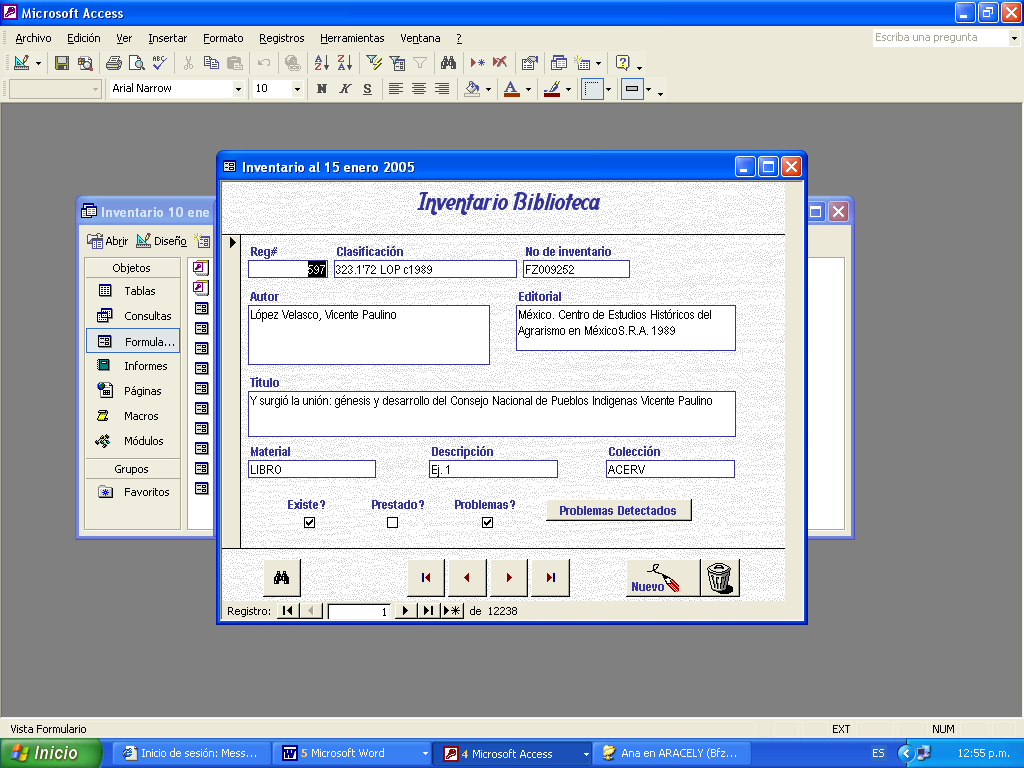 Microsoft Access
Archivo Edición Ver Insertar Formato Registros Herramientas Ventana ?
Escriba una pregunta
Arial Narrow 10 N K S
Inventario al 15 enero 2005
Inventario Biblioteca
Inventario 10 ene
Abrir Diseño
Objetos
Tablas
Consultas
Formula...
Informes
Páginas
Macros
Módulos
Grupos
Favoritos
Reg# Clasificación No de inventario
597 323.1'72 LOP c1989 FZ009252
Autor Editorial
López Velasco, Vicente Paulino
México. Centro de Estudios Históricos del
Agrarismo en MéxicoS.R.A. 1989
Titulo
Y surgió la unión: génesis y desarrollo del Consejo Nacional de Pueblos Indigenas Vicente Paulino
Material Descripción Colección
LIBRO Ej. 1 ACERV
Existe? Prestado? Problemas?
Problemas Detectados
Nuevo
Registro: 1 de 12238
Vista Formulario EXT NUM
Inicio
Inicio de sesión: Mess...
5 Microsoft Word
4 Microsoft Access
Ana en ARACELY (Bfz...
ES
12:55 p.m.